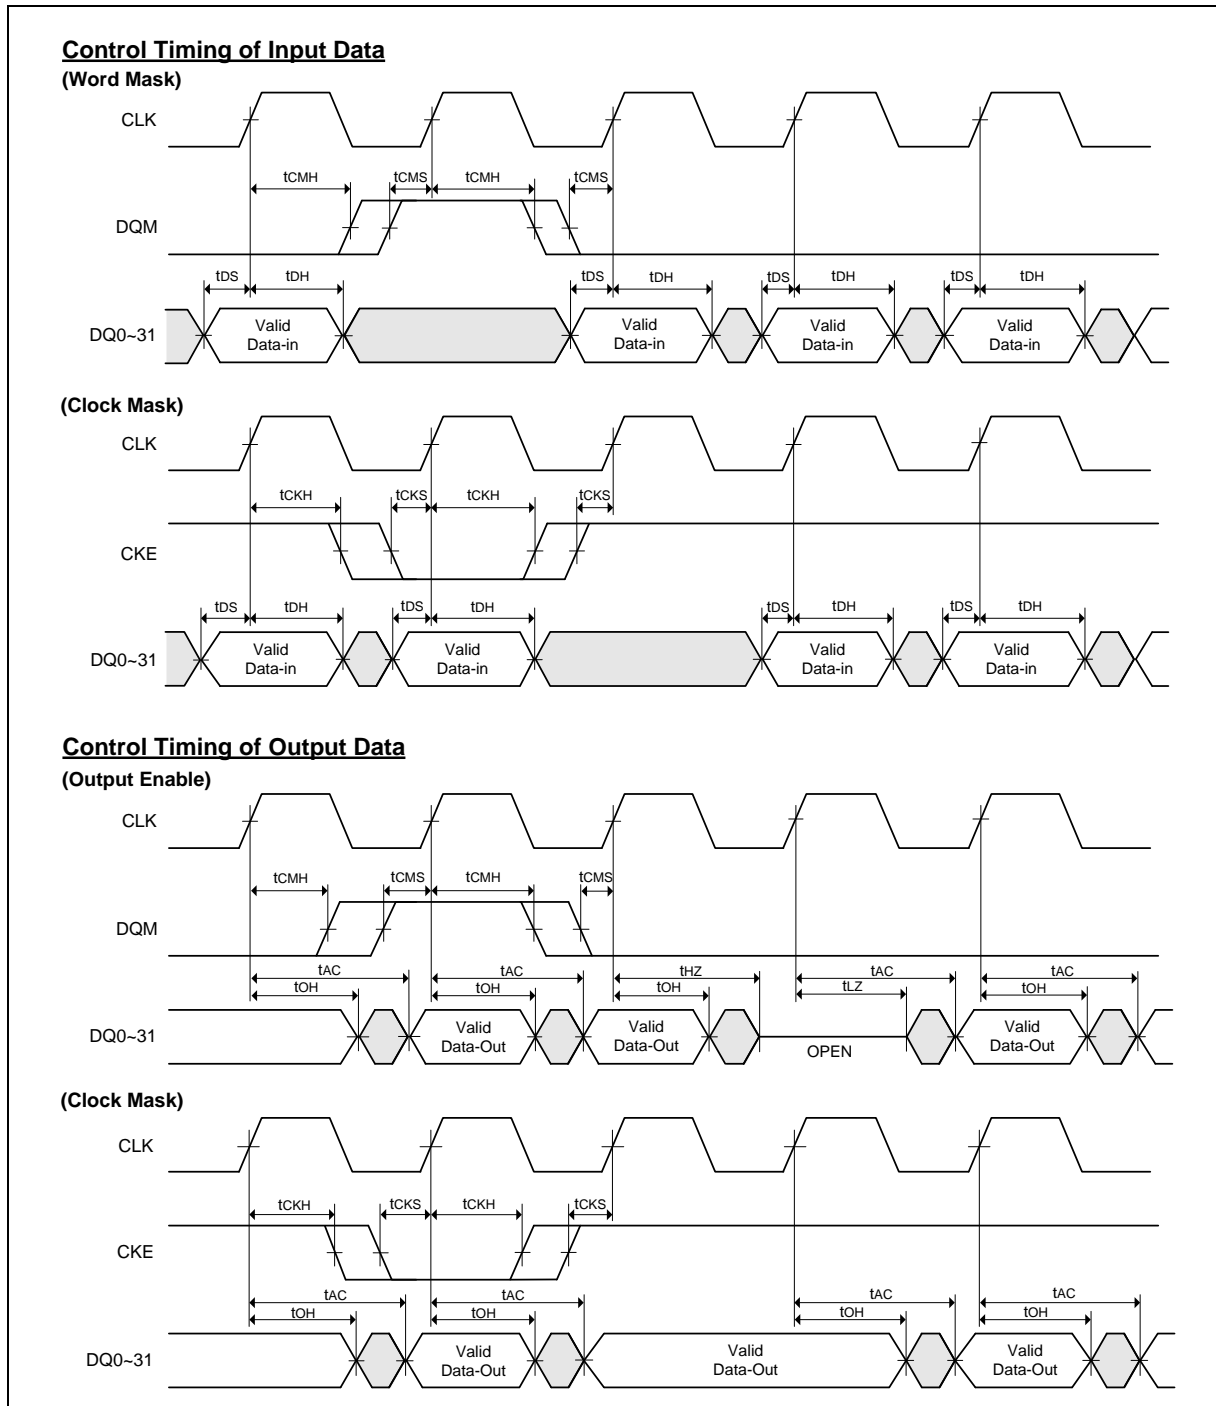 Control Timing of Input Data
(Word Mask)
CLK
tCMH tCMS tCMH tCMS
DQM
tDS tDH tDS tDH tDS tDH tDS tDH
DQ0~31
Valid Data-in
Valid Data-in
Valid Data-in
Valid Data-in
(Clock Mask)
CLK
tCKH tCKS tCKH tCKS
CKE
tDS tDH tDS tDH tDS tDH tDS tDH
DQ0~31
Valid Data-in
Valid Data-in
Valid Data-in
Valid Data-in
Control Timing of Output Data
(Output Enable)
CLK
tCMH tCMS tCMH tCMS
DQM
tAC tAC tHZ tAC tAC
tOH tOH tOH tLZ tOH
DQ0~31
Valid Data-Out
Valid Data-Out
OPEN
Valid Data-Out
(Clock Mask)
CLK
tCKH tCKS tCKH tCKS
CKE
tAC tAC tAC tAC
tOH tOH tOH tOH
DQ0~31
Valid Data-Out
Valid Data-Out
Valid Data-Out